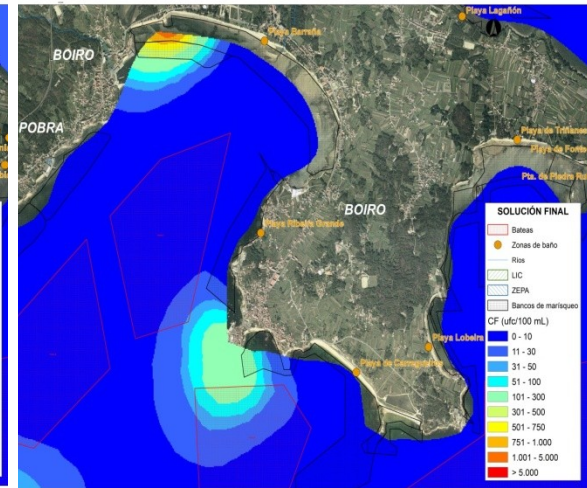 Playa Lagañón
Playa Barraña
BOIRO
POBRA
Playa de Triñanes
Playa de Fonte
Pta. de Piedra Ru
BOIRO
Playa Ribeira Grande
Playa Lobeira
Playa de Carragueiros
SOLUCIÓN FINAL
Bateas
Zonas de baño
Ríos
LIC
ZEPA
Bancos de marisqueo
CF (ufc/100 mL)
0 - 10
11 - 30
31 - 50
51 - 100
101 - 300
301 - 500
501 - 750
751 - 1.000
1.001 - 5.000
> 5.000